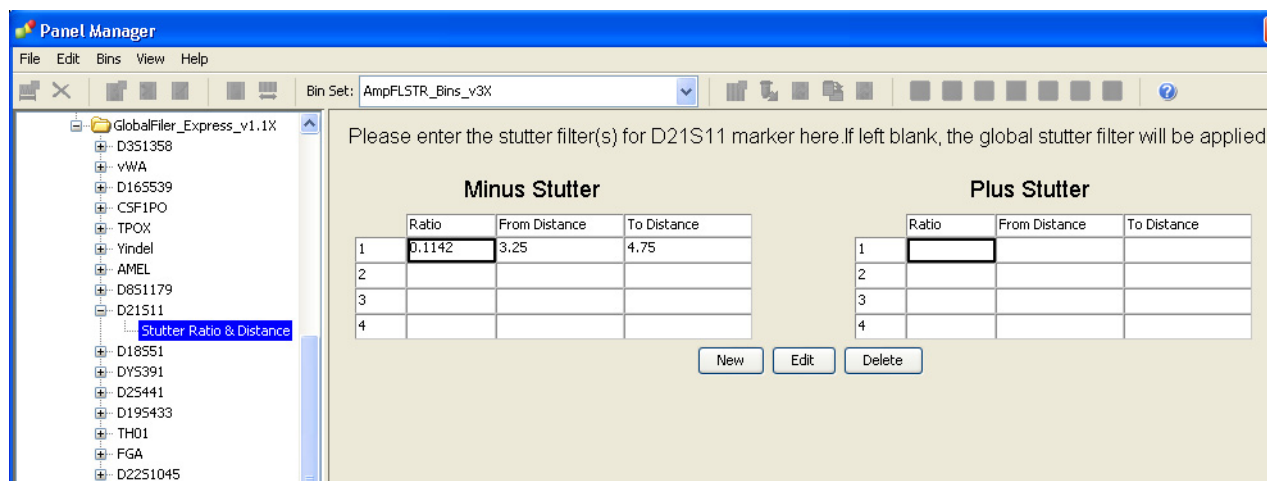 Panel Manager
File Edit Bins View Help
Bin Set: AmpFLSTR_Bins_v3X
GlobalFiler_Express_v1.1X
D3S1358
vWA
D16S539
CSF1PO
TPOX
Yindel
AMEL
D8S1179
D21S11
Stutter Ratio & Distance
D18S51
DYS391
D2S441
D19S433
TH01
FGA
D22S1045
Please enter the stutter filter(s) for D21S11 marker here.If left blank, the global stutter filter will be applied
Minus Stutter
Ratio From Distance To Distance
1 0.1142 3.25 4.75
2
3
4
Plus Stutter
Ratio From Distance To Distance
1
2
3
4
New Edit Delete